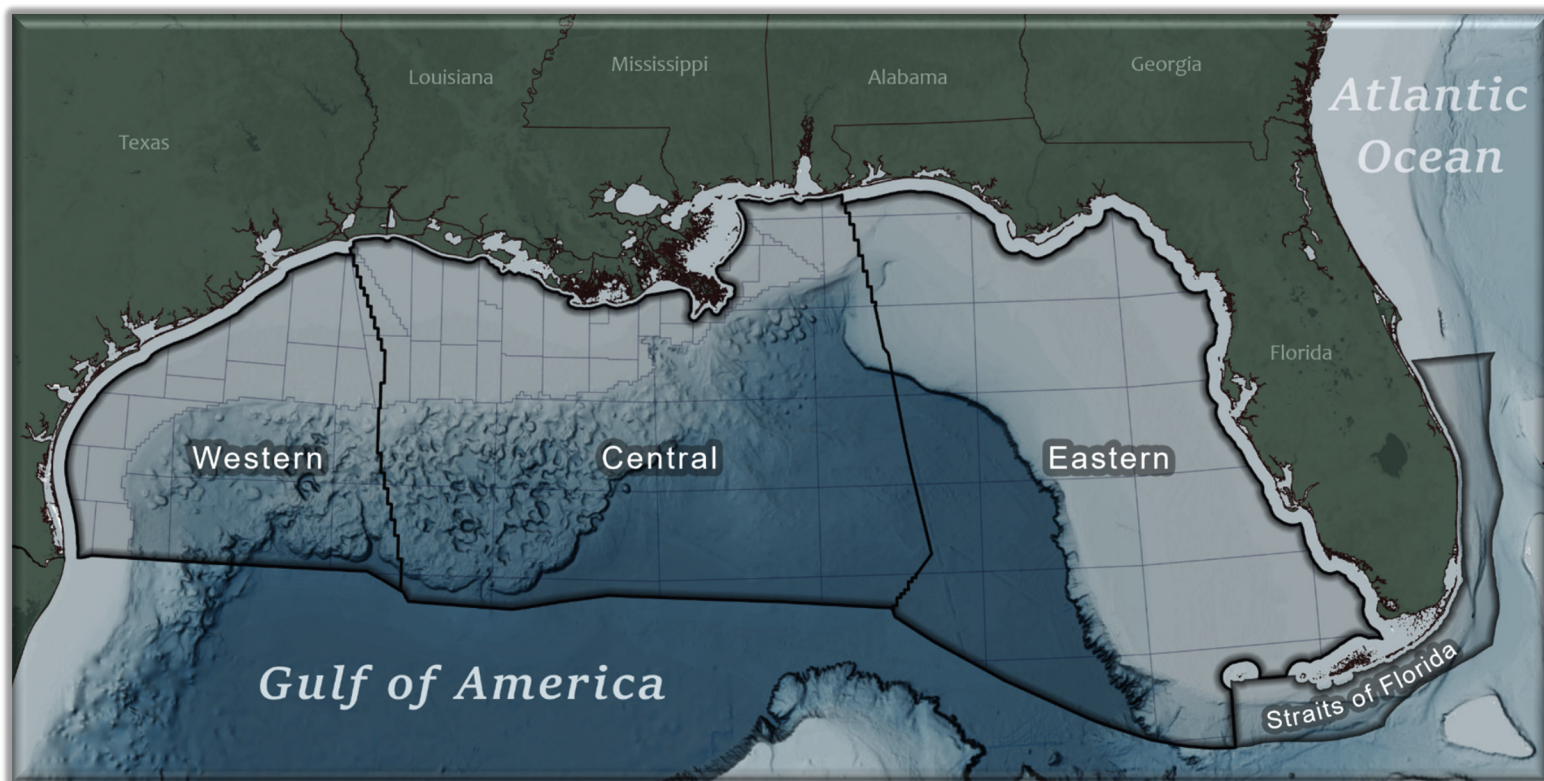 Louisiana
Mississippi
Alabama
Georgia
Atlantic
Ocean
Texas
Florida
Western
Central
Eastern
Gulf of America
Straits of Florida